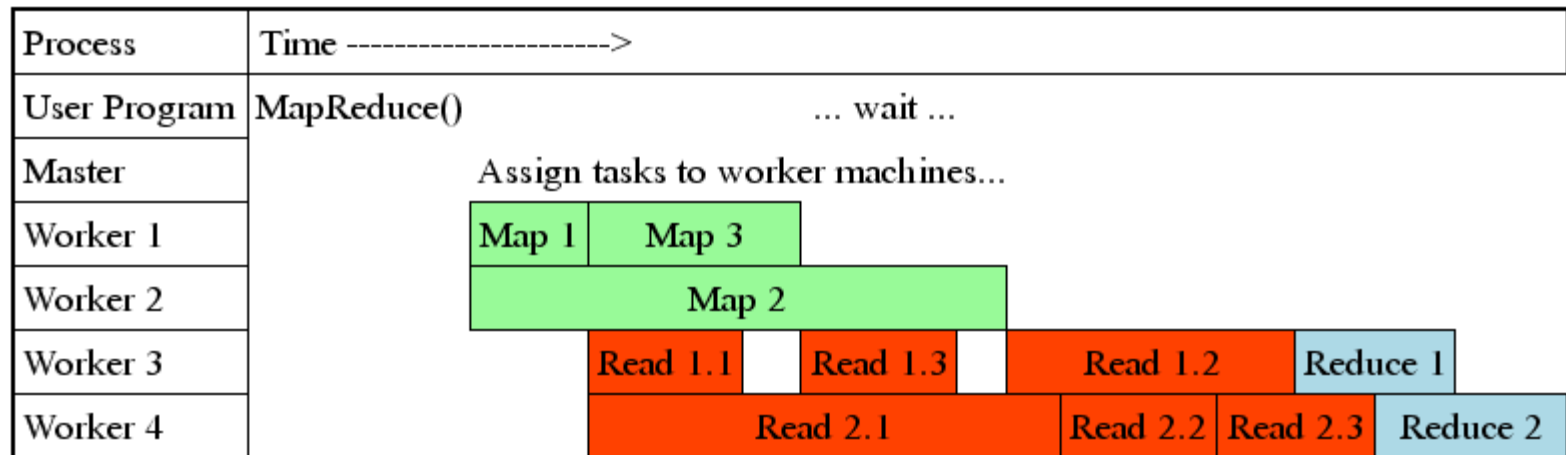 Process Time ---------------------->
User Program MapReduce() ... wait ...
Master Assign tasks to worker machines...
Worker 1 Map 1 Map 3
Worker 2 Map 2
Worker 3 Read 1.1 Read 1.3 Read 1.2 Reduce 1
Worker 4 Read 2.1 Read 2.2 Read 2.3 Reduce 2